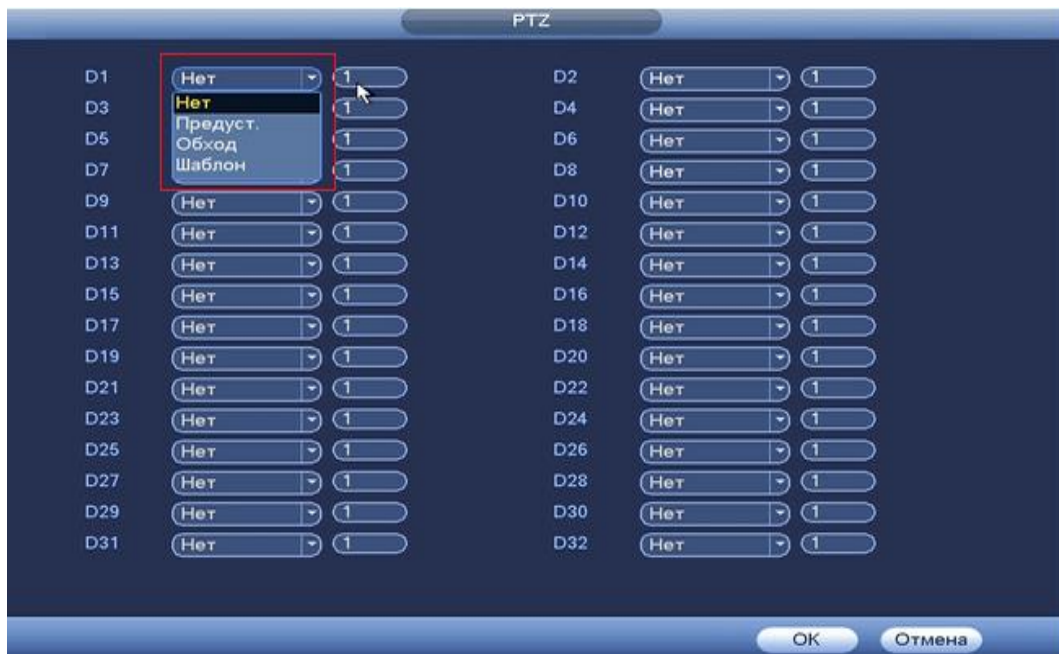 PTZ
D1 Нет 1 D2 Нет 1
Нет
Предуст.
Обход
Шаблон
D3 1 D4 Нет 1
D5 1 D6 Нет 1
D7 1 D8 Нет 1
D9 Нет 1 D10 Нет 1
D11 Нет 1 D12 Нет 1
D13 Нет 1 D14 Нет 1
D15 Нет 1 D16 Нет 1
D17 Нет 1 D18 Нет 1
D19 Нет 1 D20 Нет 1
D21 Нет 1 D22 Нет 1
D23 Нет 1 D24 Нет 1
D25 Нет 1 D26 Нет 1
D27 Нет 1 D28 Нет 1
D29 Нет 1 D30 Нет 1
D31 Нет 1 D32 Нет 1
OK Отмена